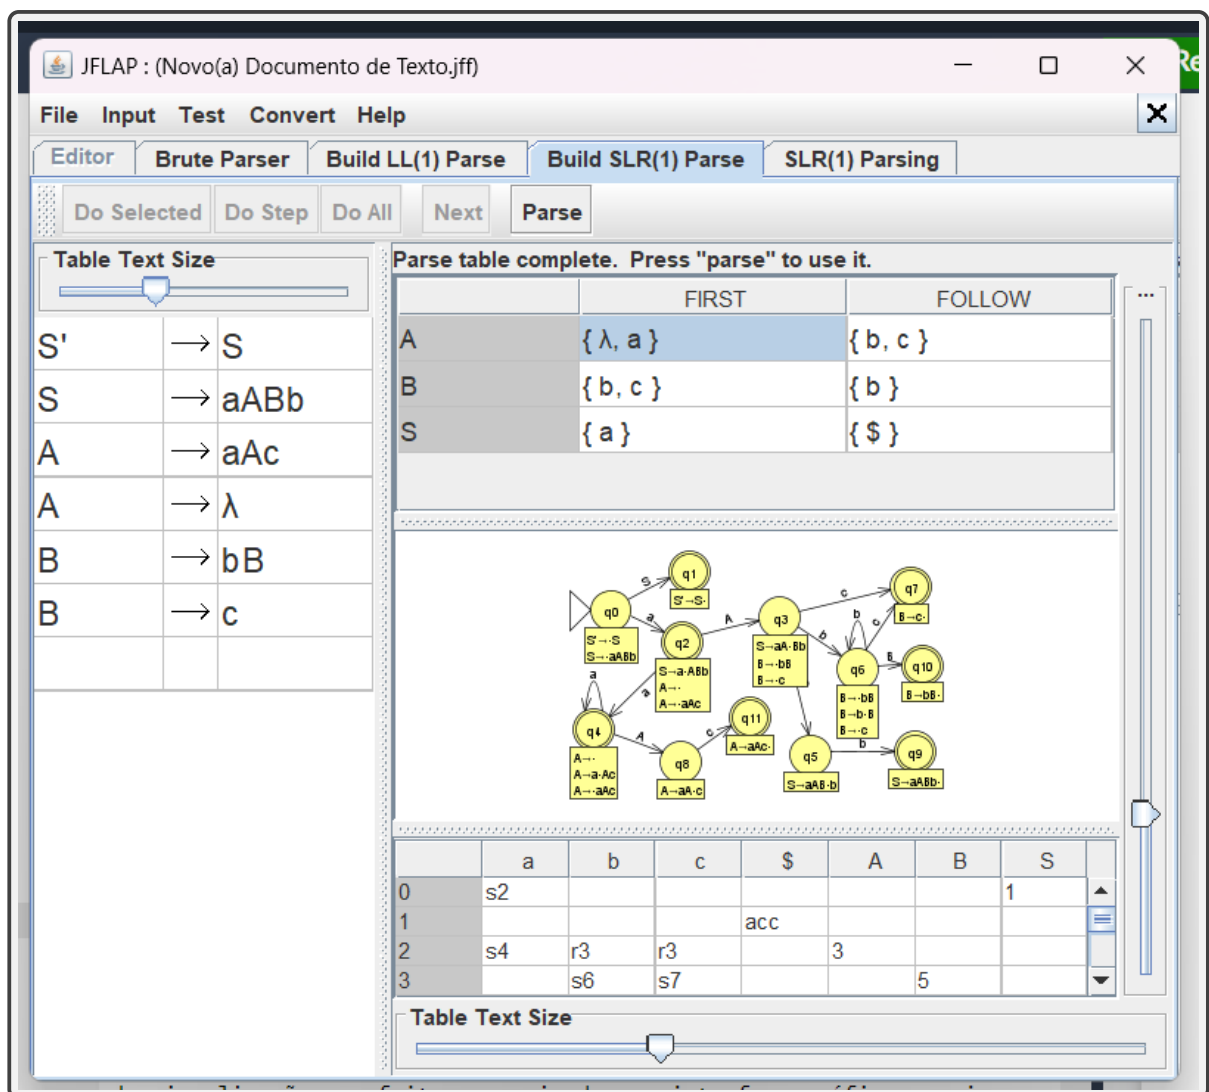 Re
JFLAP : (Novo(a) Documento de Texto.jff)
File Input Test Convert Help
Editor Brute Parser Build LL(1) Parse Build SLR(1) Parse SLR(1) Parsing
Do Selected Do Step Do All Next Parse
Table Text Size
S' → S
S → aABb
A → aAc
A → λ
B → bB
B → c
Parse table complete. Press "parse" to use it.
FIRST FOLLOW
A { λ, a } { b, c }
B { b, c } { b }
S { a } { $ }
...
q0
S'→·S
S→·aABb
S
q1
S'→S·
a
q2
S→a·ABb
A→·
A→·aAc
A
q3
S→aA·Bb
B→·bB
B→·c
c
q7
B→c·
b
b
c
q6
B→·bB
B→b·B
B→·c
B
q10
B→bB·
a
a
q4
A→·
A→a·Ac
A→·aAc
A
q8
A→aA·c
c
q11
A→aAc·
q5
S→aAB·b
b
q9
S→aABb·
a b c $ A B S
0 s2 1
1 acc
2 s4 r3 r3 3
3 s6 s7 5
Table Text Size